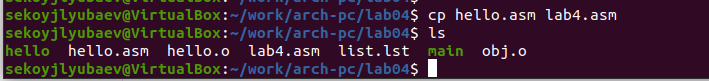 sekoyjlyubaev@VirtualBox:~/work/arch-pc/lab04$ cp hello.asm lab4.asm
sekoyjlyubaev@VirtualBox:~/work/arch-pc/lab04$ ls
hello hello.asm hello.o lab4.asm list.lst main obj.o
sekoyjlyubaev@VirtualBox:~/work/arch-pc/lab04$